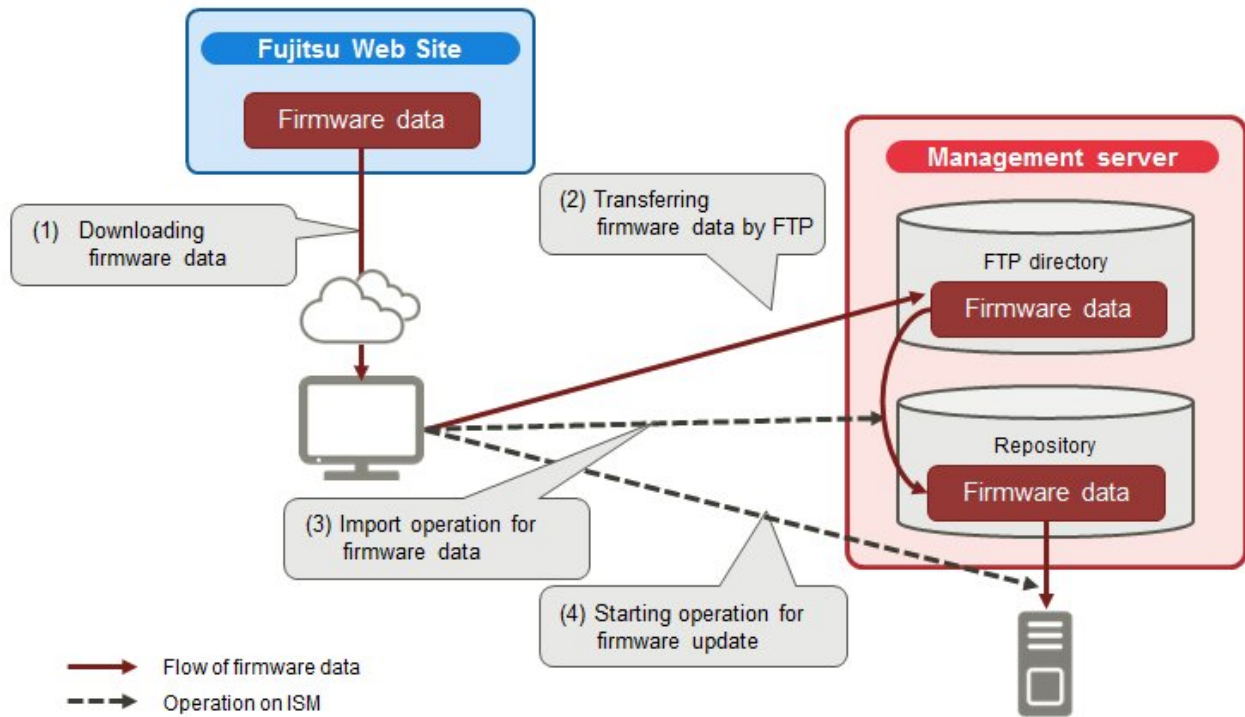 Fujitsu Web Site
Firmware data
Management server
(1) Downloading
firmware data
(2) Transferring
firmware data by FTP
FTP directory
Firmware data
Repository
Firmware data
(3) Import operation for
firmware data
(4) Starting operation for
firmware update
Flow of firmware data
Operation on ISM